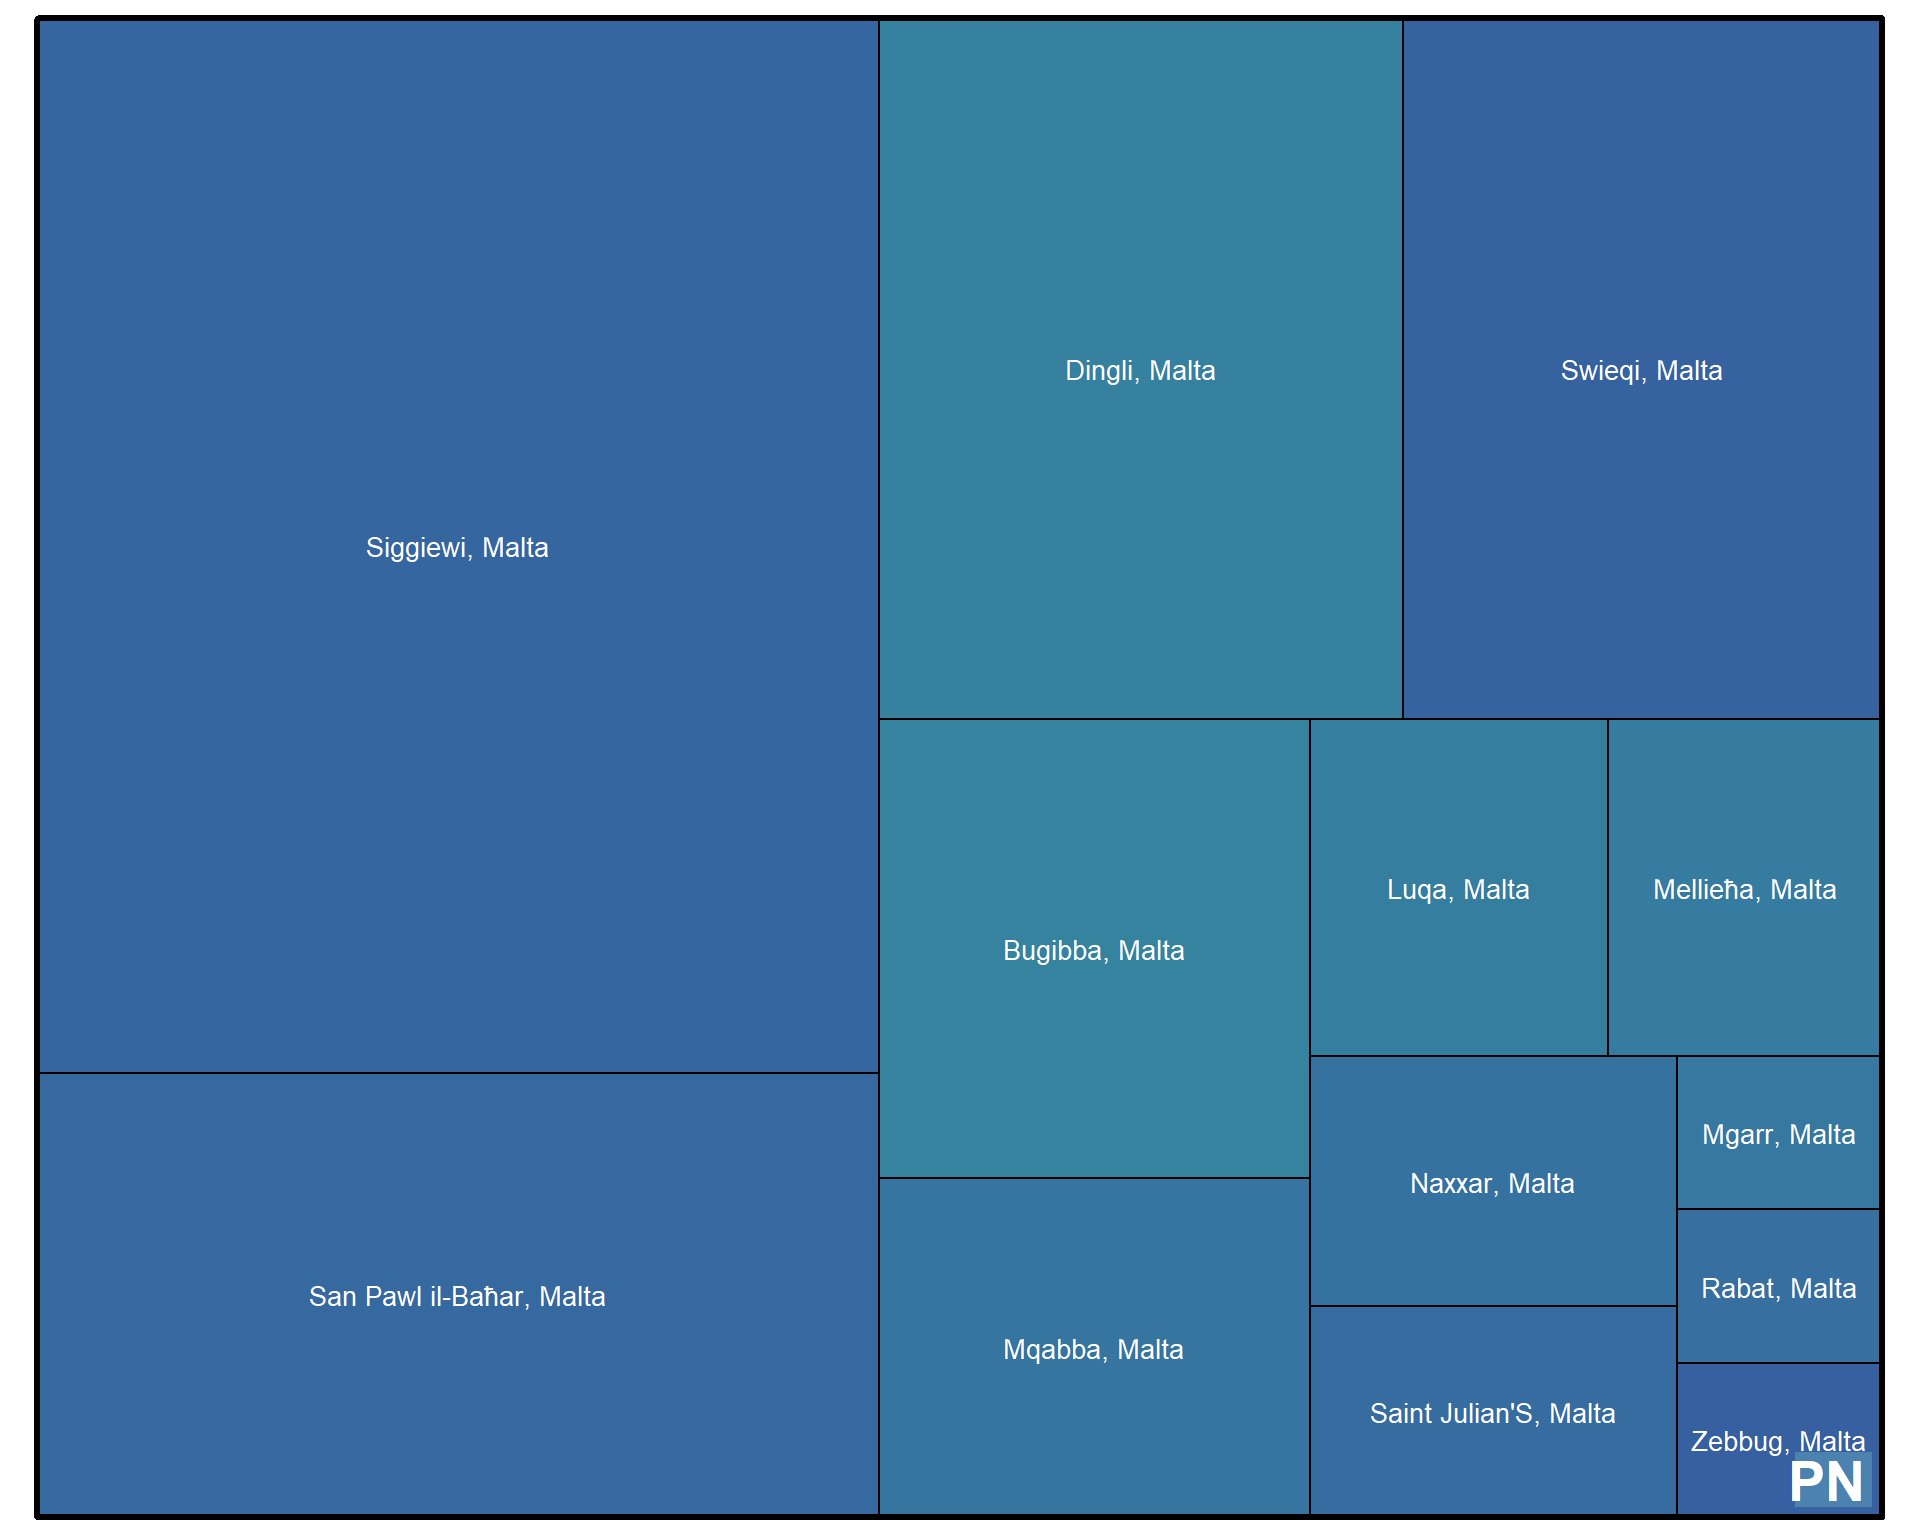 Siggiewi, Malta
San Pawl il-Baħar, Malta
Dingli, Malta
Swieqi, Malta
Bugibba, Malta
Mqabba, Malta
Luqa, Malta
Mellieħa, Malta
Naxxar, Malta
Saint Julian'S, Malta
Mgarr, Malta
Rabat, Malta
Zebbug, Malta
PN